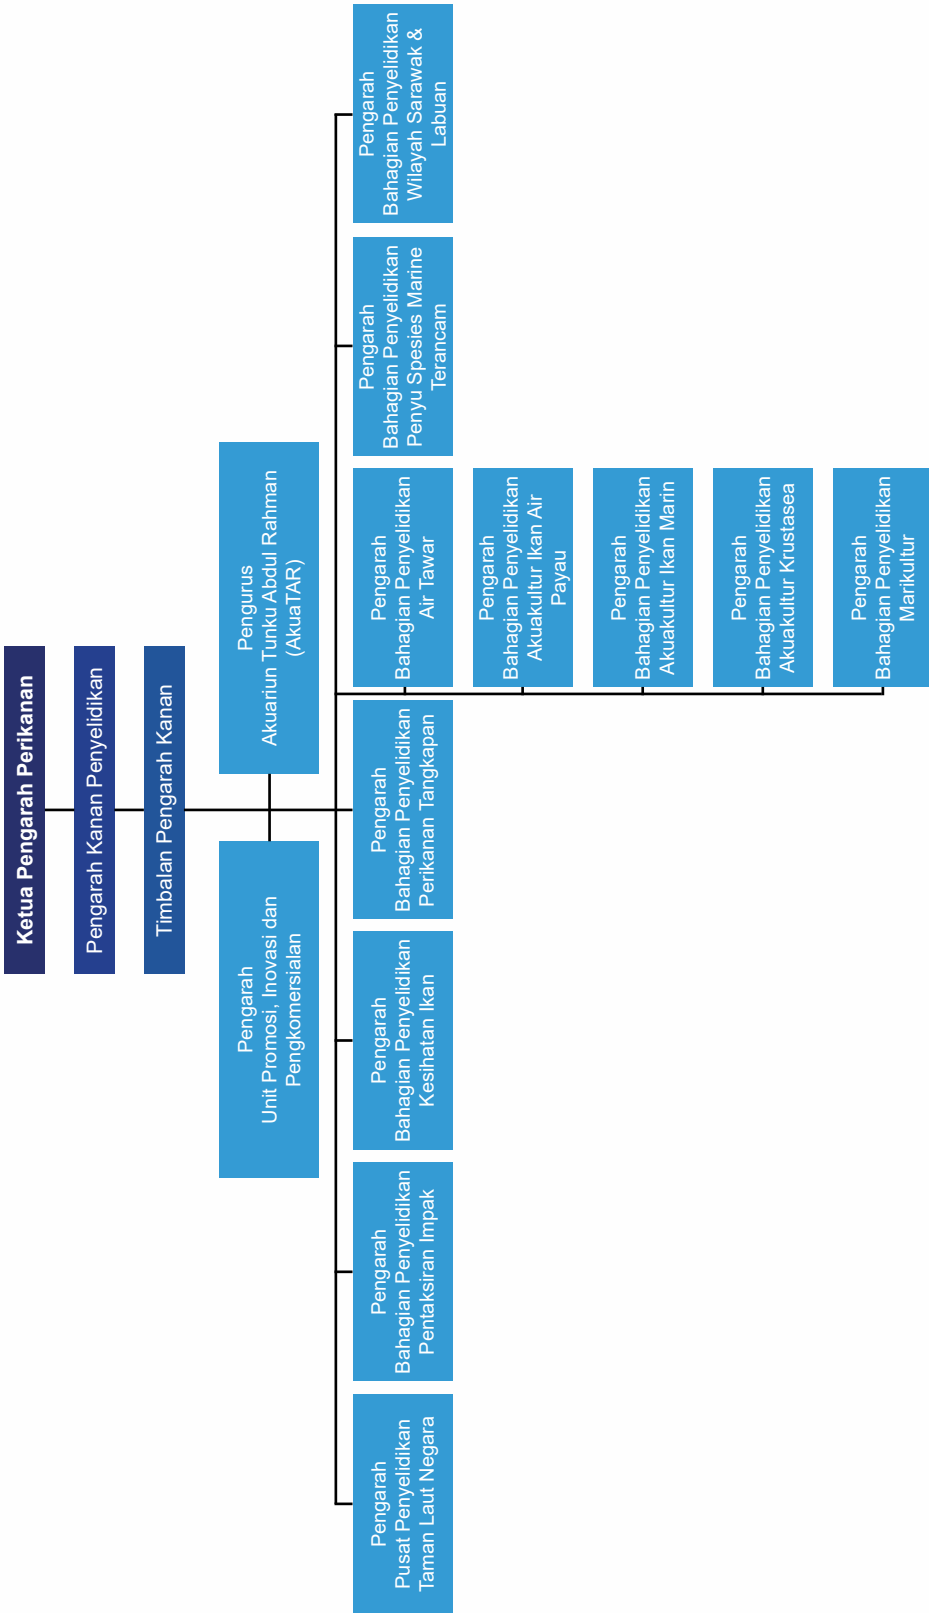 Ketua Pengarah Perikanan
Pengarah Kanan Penyelidikan
Timbalan Pengarah Kanan
Pengarah
Unit Promosi, Inovasi dan
Pengkomersialan
Pengurus
Akuariun Tunku Abdul Rahman
(AkuaTAR)
Pengarah
Pusat Penyelidikan
Taman Laut Negara
Pengarah
Bahagian Penyelidikan
Pentaksiran Impak
Pengarah
Bahagian Penyelidikan
Kesihatan Ikan
Pengarah
Bahagian Penyelidikan
Perikanan Tangkapan
Pengarah
Bahagian Penyelidikan
Air Tawar
Pengarah
Bahagian Penyelidikan
Penyu Spesies Marine
Terancam
Pengarah
Bahagian Penyelidikan
Wilayah Sarawak &
Labuan
Pengarah
Bahagian Penyelidikan
Akuakultur Ikan Air
Payau
Pengarah
Bahagian Penyelidikan
Akuakultur Ikan Marin
Pengarah
Bahagian Penyelidikan
Akuakultur Krustasea
Pengarah
Bahagian Penyelidikan
Marikultur